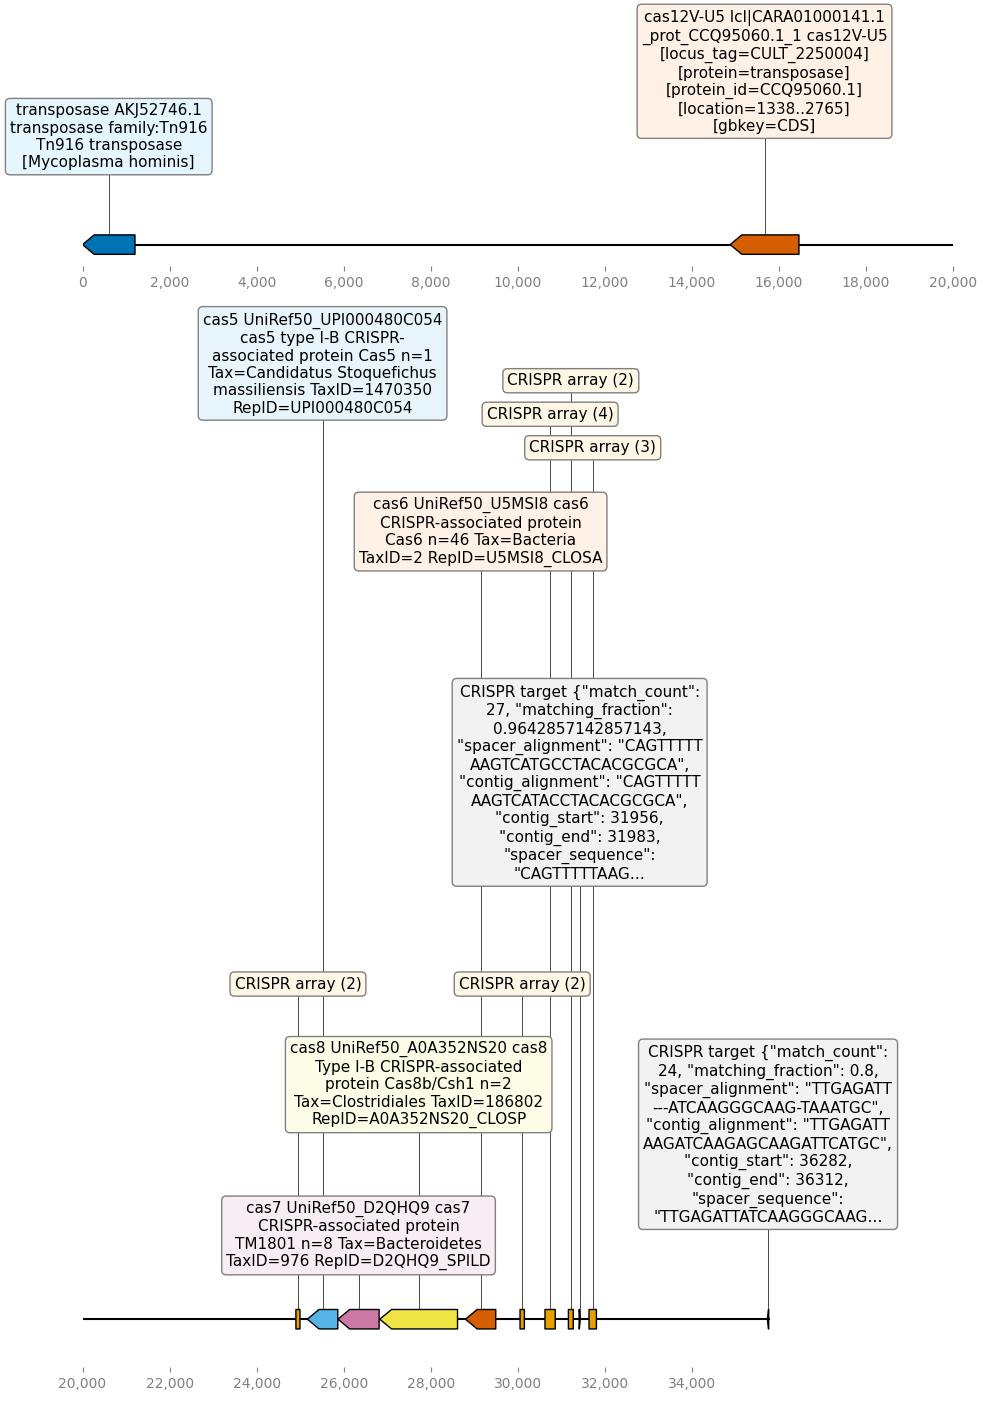 cas12V-U5 lcl|CARA01000141.1
_prot_CCQ95060.1_1 cas12V-U5
[locus_tag=CULT_2250004]
[protein=transposase]
[protein_id=CCQ95060.1]
[location=1338..2765]
[gbkey=CDS]
transposase AKJ52746.1
transposase family:Tn916
Tn916 transposase
[Mycoplasma hominis]
0 2,000 4,000 6,000 8,000 10,000 12,000 14,000 16,000 18,000 20,000
cas5 UniRef50_UPI000480C054
cas5 type I-B CRISPR-
associated protein Cas5 n=1
Tax=Candidatus Stoquefichus
massiliensis TaxID=1470350
RepID=UPI000480C054
CRISPR array (2)
CRISPR array (4)
CRISPR array (3)
cas6 UniRef50_U5MSI8 cas6
CRISPR-associated protein
Cas6 n=46 Tax=Bacteria
TaxID=2 RepID=U5MSI8_CLOSA
CRISPR target {"match_count":
27, "matching_fraction":
0.9642857142857143,
"spacer_alignment": "CAGTTTTT
AAGTCATGCCTACACGCGCA",
"contig_alignment": "CAGTTTTT
AAGTCATACCTACACGCGCA",
"contig_start": 31956,
"contig_end": 31983,
"spacer_sequence":
"CAGTTTTTAAG...
CRISPR array (2)
CRISPR array (2)
cas8 UniRef50_A0A352NS20 cas8
Type I-B CRISPR-associated
protein Cas8b/Csh1 n=2
Tax=Clostridiales TaxID=186802
RepID=A0A352NS20_CLOSP
CRISPR target {"match_count":
24, "matching_fraction": 0.8,
"spacer_alignment": "TTGAGATT
---ATCAAGGGCAAG-TAAATGC",
"contig_alignment": "TTGAGATT
AAGATCAAGAGCAAGATTCATGC",
"contig_start": 36282,
"contig_end": 36312,
"spacer_sequence":
"TTGAGATTATCAAGGGCAAG...
cas7 UniRef50_D2QHQ9 cas7
CRISPR-associated protein
TM1801 n=8 Tax=Bacteroidetes
TaxID=976 RepID=D2QHQ9_SPILD
20,000 22,000 24,000 26,000 28,000 30,000 32,000 34,000